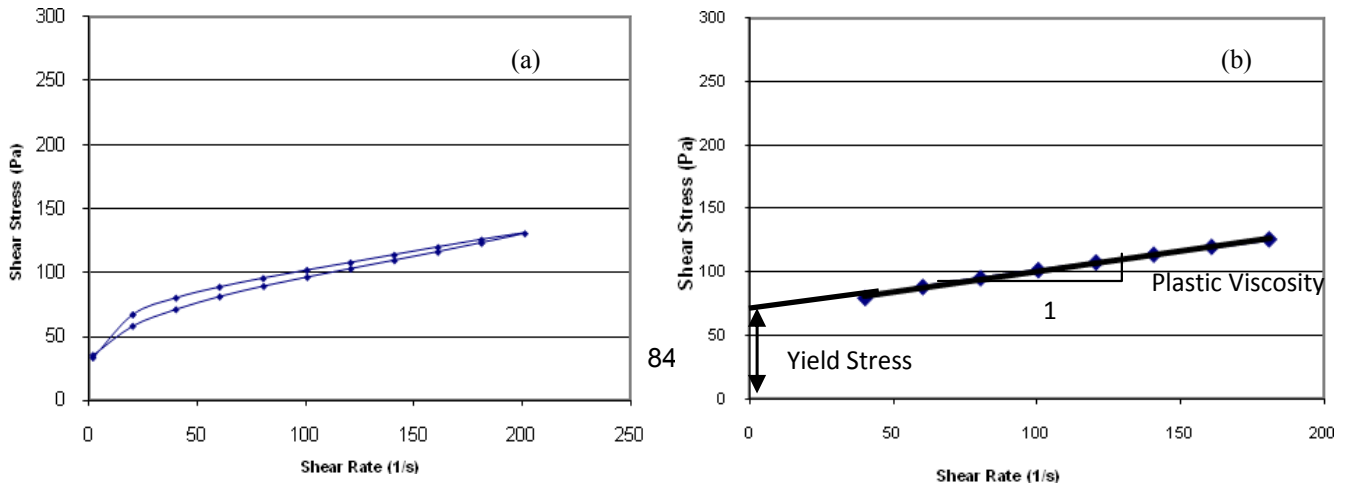 300
250
200
150
100
50
0
Shear Stress (Pa)
(a)
0 50 100 150 200 250
Shear Rate (1/s)
84
300
250
200
150
100
50
0
Shear Stress (Pa)
(b)
Plastic Viscosity
1
Yield Stress
0 50 100 150 200
Shear Rate (1/s)